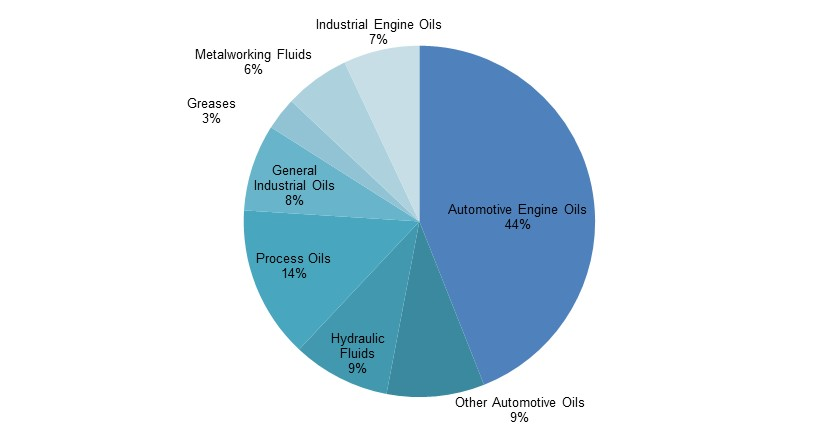 Industrial Engine Oils
7%
Metalworking Fluids
6%
Greases
3%
General
Industrial Oils
8%
Automotive Engine Oils
44%
Process Oils
14%
Hydraulic
Fluids
9%
Other Automotive Oils
9%